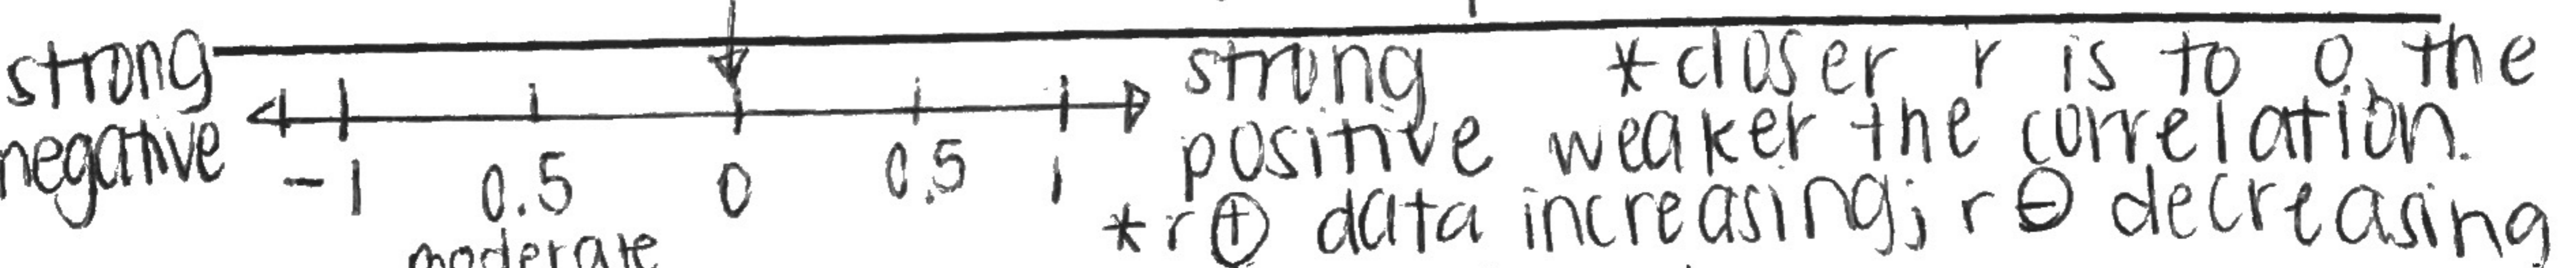 strong
negative
-1 0.5 0 0.5 1
moderate
strong *closer r is to 0, the
positive weaker the correlation.
*r ⊕ data increasing; r ⊖ decreasing